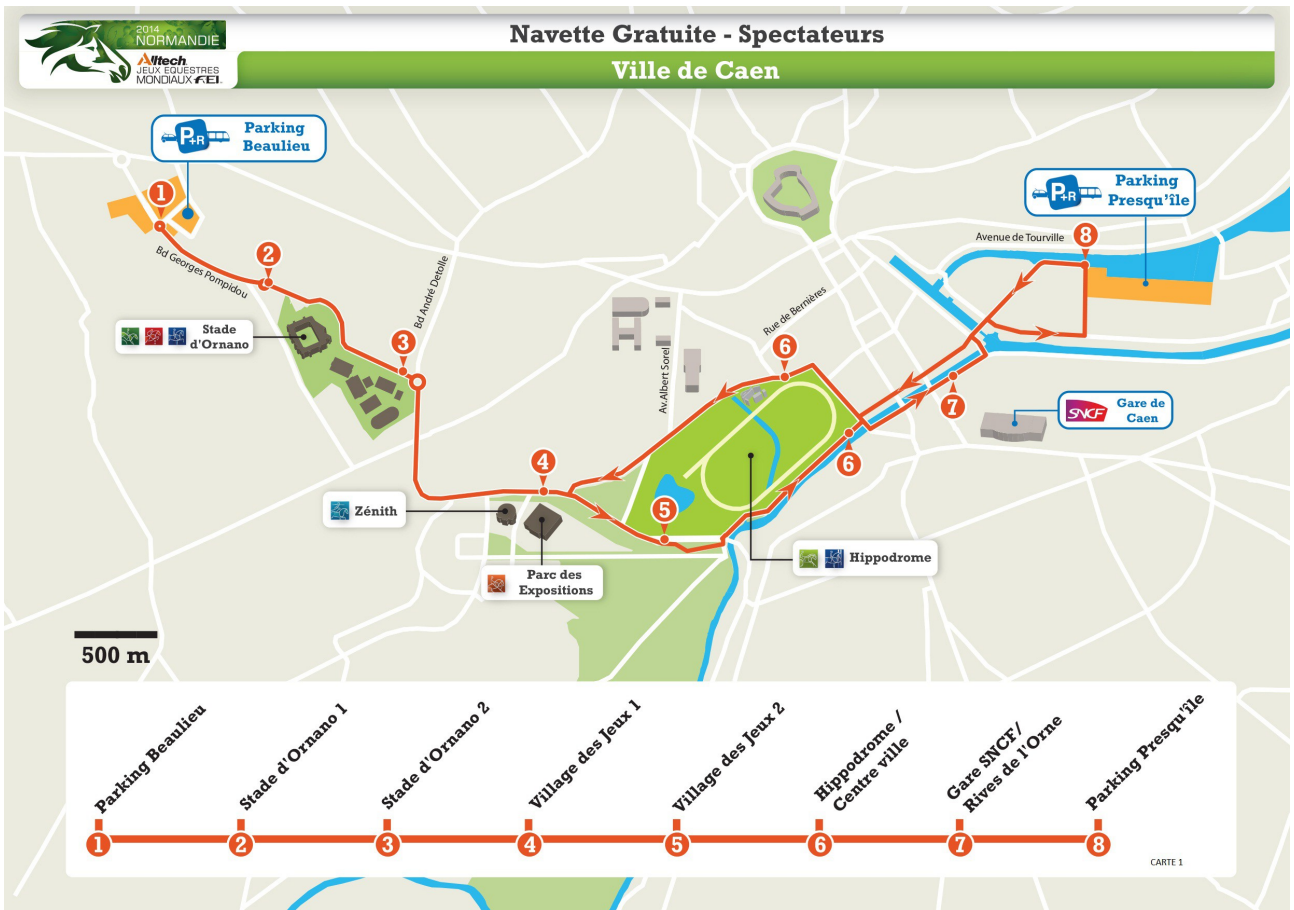 2014
NORMANDIE
Alltech
JEUX EQUESTRES
MONDIAUX FEI.
Navette Gratuite - Spectateurs
Ville de Caen
P+R
Parking
Beaulieu
1
Bd Georges Pompidou
2
Stade
d'Ornano
3
Bd André Detolle
Av.Albert Sorel
Rue de Bernières
P+R
Parking
Presqu'île
Avenue de Tourville
8
6
7
SNCF
Gare de
Caen
6
4
5
Zénith
Parc des
Expositions
Hippodrome
500 m
Parking Beaulieu
Stade d'Ornano 1
Stade d'Ornano 2
Village des Jeux 1
Village des Jeux 2
Hippodrome /
Centre ville
Gare SNCF/
Rives de l'Orne
Parking Presqu'île
1
2
3
4
5
6
7
8
CARTE 1